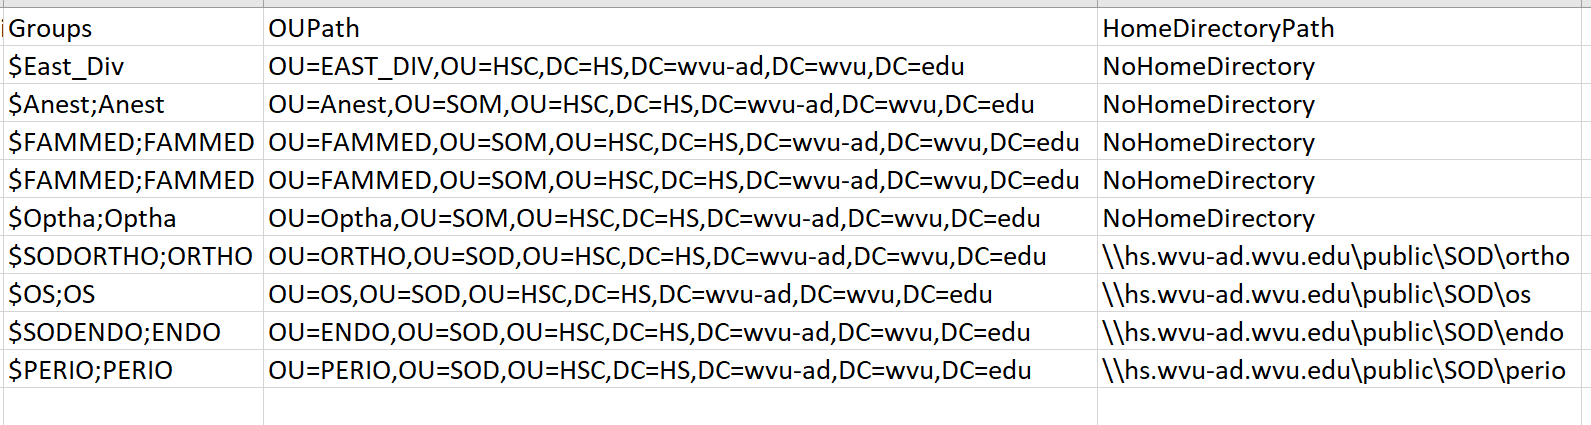 Groups OUPath HomeDirectoryPath
$East_Div OU=EAST_DIV,OU=HSC,DC=HS,DC=wvu-ad,DC=wvu,DC=edu NoHomeDirectory
$Anest;Anest OU=Anest,OU=SOM,OU=HSC,DC=HS,DC=wvu-ad,DC=wvu,DC=edu NoHomeDirectory
$FAMMED;FAMMED OU=FAMMED,OU=SOM,OU=HSC,DC=HS,DC=wvu-ad,DC=wvu,DC=edu NoHomeDirectory
$FAMMED;FAMMED OU=FAMMED,OU=SOM,OU=HSC,DC=HS,DC=wvu-ad,DC=wvu,DC=edu NoHomeDirectory
$Optha;Optha OU=Optha,OU=SOM,OU=HSC,DC=HS,DC=wvu-ad,DC=wvu,DC=edu NoHomeDirectory
$SODORTHO;ORTHO OU=ORTHO,OU=SOD,OU=HSC,DC=HS,DC=wvu-ad,DC=wvu,DC=edu \\hs.wvu-ad.wvu.edu\public\SOD\ortho
$OS;OS OU=OS,OU=SOD,OU=HSC,DC=HS,DC=wvu-ad,DC=wvu,DC=edu \\hs.wvu-ad.wvu.edu\public\SOD\os
$SODENDO;ENDO OU=ENDO,OU=SOD,OU=HSC,DC=HS,DC=wvu-ad,DC=wvu,DC=edu \\hs.wvu-ad.wvu.edu\public\SOD\endo
$PERIO;PERIO OU=PERIO,OU=SOD,OU=HSC,DC=HS,DC=wvu-ad,DC=wvu,DC=edu \\hs.wvu-ad.wvu.edu\public\SOD\perio